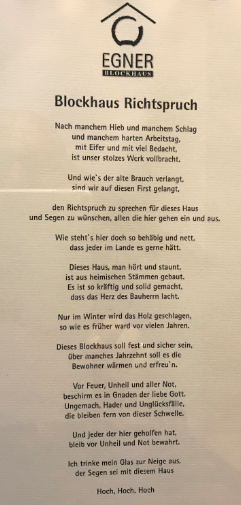 EGNER
BLOCKHAUS
Blockhaus Richtspruch
Nach manchem Hieb und manchem Schlag
und manchem harten Arbeitstag,
mit Eifer und mit viel Bedacht,
ist unser stolzes Werk vollbracht.
Und wie's der alte Brauch verlangt,
sind wir auf diesen First gelangt,
den Richtspruch zu sprechen für dieses Haus
und Segen zu wünschen, allen die hier gehen ein und aus.
Wie steht's hier doch so behäbig und nett,
dass jeder im Lande es gerne hätt.
Dieses Haus, man hört und staunt,
ist aus heimischen Stämmen gebaut.
Es ist so kräftig und solid gemacht,
dass das Herz des Bauherrn lacht.
Nur im Winter wird das Holz geschlagen,
so wie es früher ward vor vielen Jahren.
Dieses Blockhaus soll fest und sicher sein,
über manches Jahrzehnt soll es die
Bewohner wärmen und erfreu'n.
Vor Feuer, Unheil und aller Not,
beschirm es in Gnaden der liebe Gott.
Ungemach, Hader und Unglücksfälle,
die bleiben fern von dieser Schwelle.
Und jeder der hier geholfen hat,
bleib vor Unheil und Not bewahrt.
Ich trinke mein Glas zur Neige aus,
der Segen sei mit diesem Haus
Hoch, Hoch, Hoch